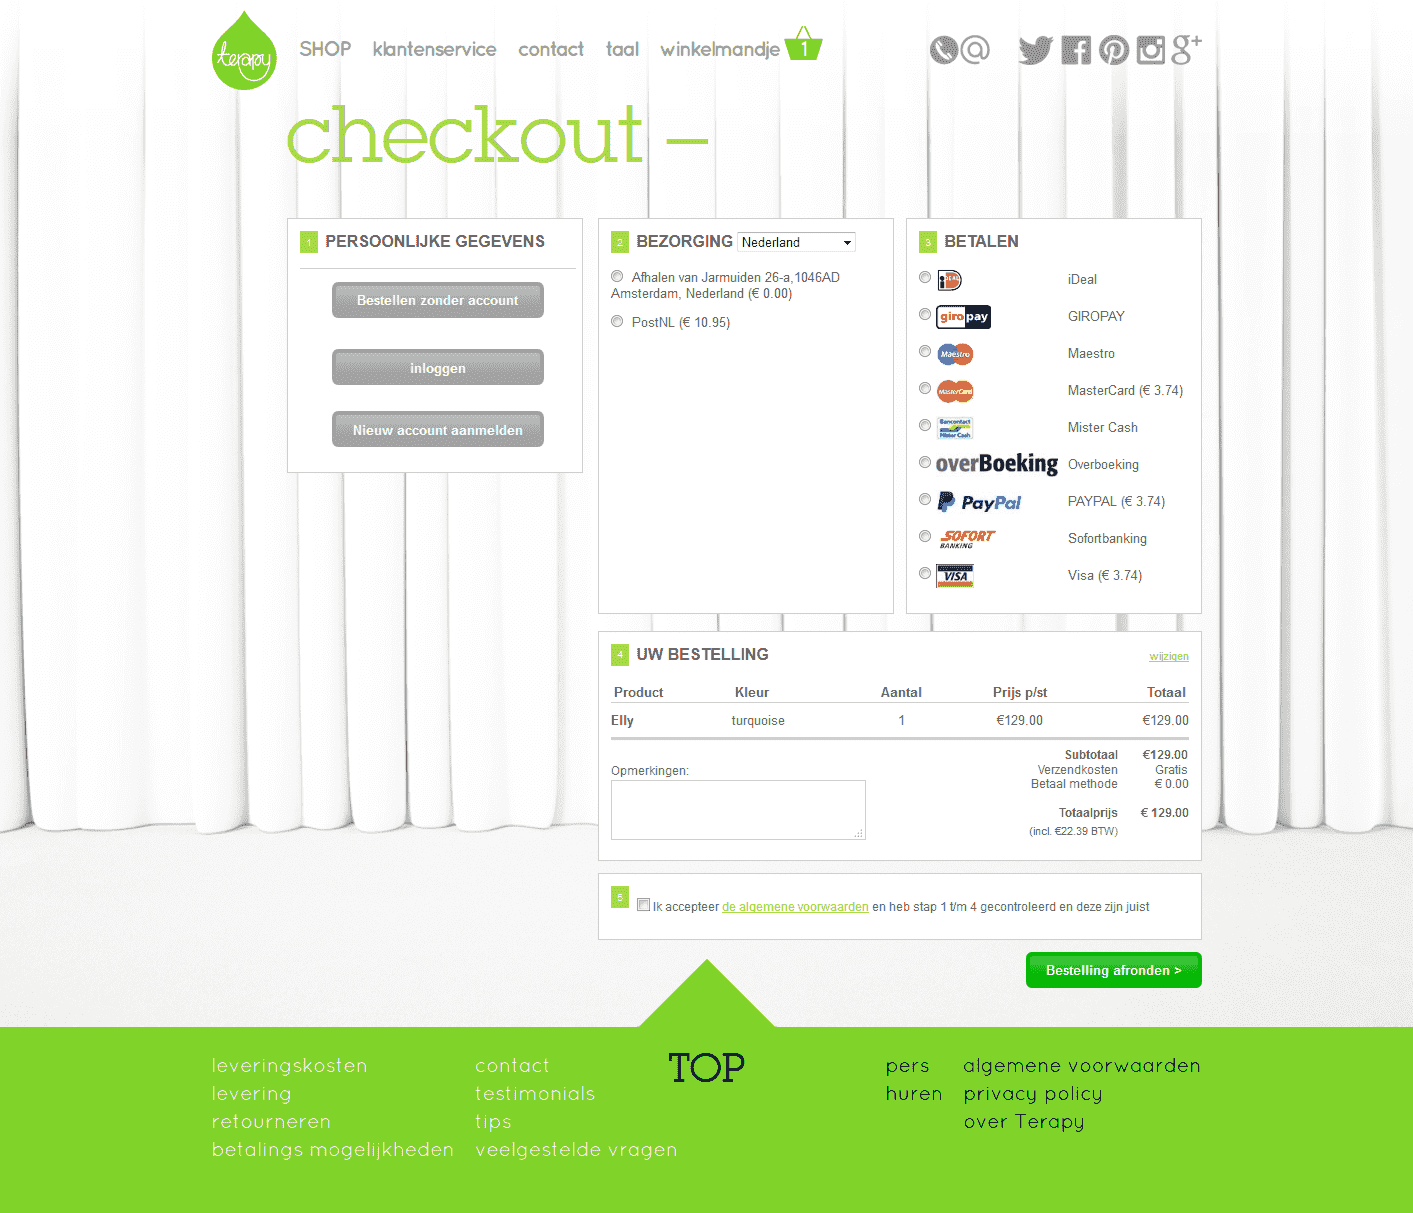 terapy
SHOP klantenservice contact taal winkelmandje 1
checkout –
1 PERSOONLIJKE GEGEVENS
Bestellen zonder account
inloggen
Nieuw account aanmelden
2 BEZORGING Nederland
Afhalen van Jarmuiden 26-a,1046AD
Amsterdam, Nederland (€ 0.00)
PostNL (€ 10.95)
3 BETALEN
iDEAL iDeal
giro pay GIROPAY
Maestro Maestro
MasterCard MasterCard (€ 3.74)
Bancontact
Mister Cash Mister Cash
overBoeking Overboeking
PayPal PAYPAL (€ 3.74)
SOFORT
BANKING Sofortbanking
VISA Visa (€ 3.74)
4 UW BESTELLING wijzigen
Product Kleur Aantal Prijs p/st Totaal
Elly turquoise 1 €129.00 €129.00
Subtotaal €129.00
Opmerkingen: Verzendkosten Gratis
Betaal methode € 0.00
Totaalprijs € 129.00
(incl. €22.39 BTW)
5 Ik accepteer de algemene voorwaarden en heb stap 1 t/m 4 gecontroleerd en deze zijn juist
Bestelling afronden >
TOP
leveringskosten
levering
retourneren
betalings mogelijkheden
contact
testimonials
tips
veelgestelde vragen
pers
huren
algemene voorwaarden
privacy policy
over Terapy